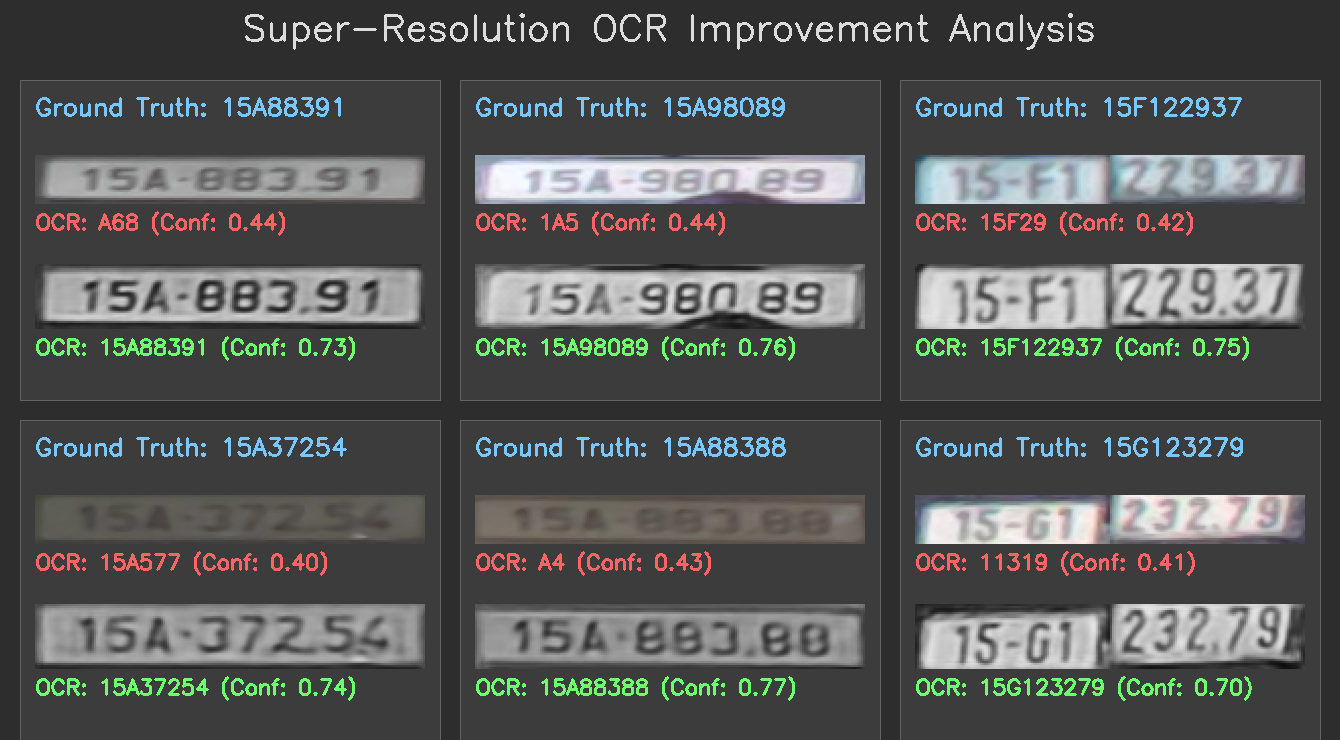 Super-Resolution OCR Improvement Analysis
Ground Truth: 15A88391
15A-883.91
OCR: A68 (Conf: 0.44)
15A-883.91
OCR: 15A88391 (Conf: 0.73)
Ground Truth: 15A98089
15A-980.89
OCR: 1A5 (Conf: 0.44)
15A-980.89
OCR: 15A98089 (Conf: 0.76)
Ground Truth: 15F122937
15-F1 229.37
OCR: 15F29 (Conf: 0.42)
15-F1 229.37
OCR: 15F122937 (Conf: 0.75)
Ground Truth: 15A37254
15A-372.54
OCR: 15A577 (Conf: 0.40)
15A-372.54
OCR: 15A37254 (Conf: 0.74)
Ground Truth: 15A88388
15A-883.88
OCR: A4 (Conf: 0.43)
15A-883.88
OCR: 15A88388 (Conf: 0.77)
Ground Truth: 15G123279
15-G1 232.79
OCR: 11319 (Conf: 0.41)
15-G1 232.79
OCR: 15G123279 (Conf: 0.70)